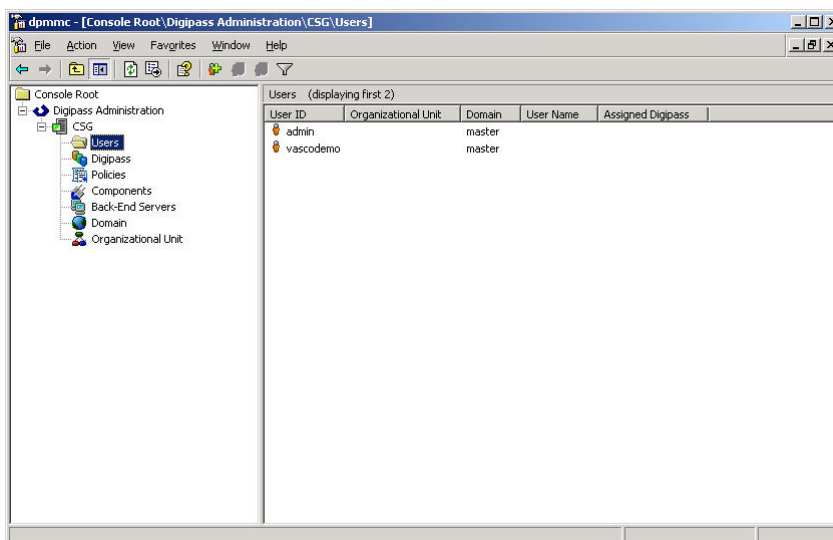 dpmmc - [Console Root\Digipass Administration\CSG\Users]
File Action View Favorites Window Help
Console Root
Digipass Administration
CSG
Users
Digipass
Policies
Components
Back-End Servers
Domain
Organizational Unit
Users (displaying first 2)
User ID Organizational Unit Domain User Name Assigned Digipass
admin master
vascodemo master